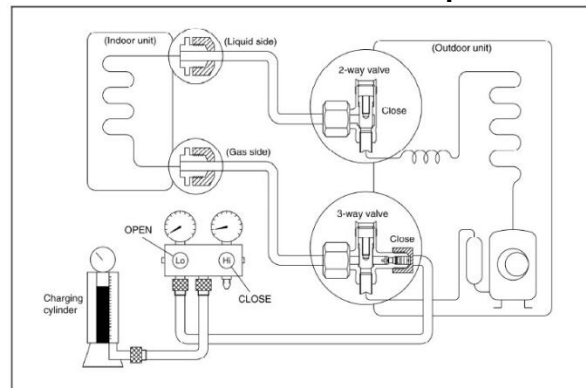 (Indoor unit)
(Liquid side)
(Outdoor unit)
2-way valve
Close
(Gas side)
3-way valve
Close
OPEN
Lo
Hi
CLOSE
Charging
cylinder